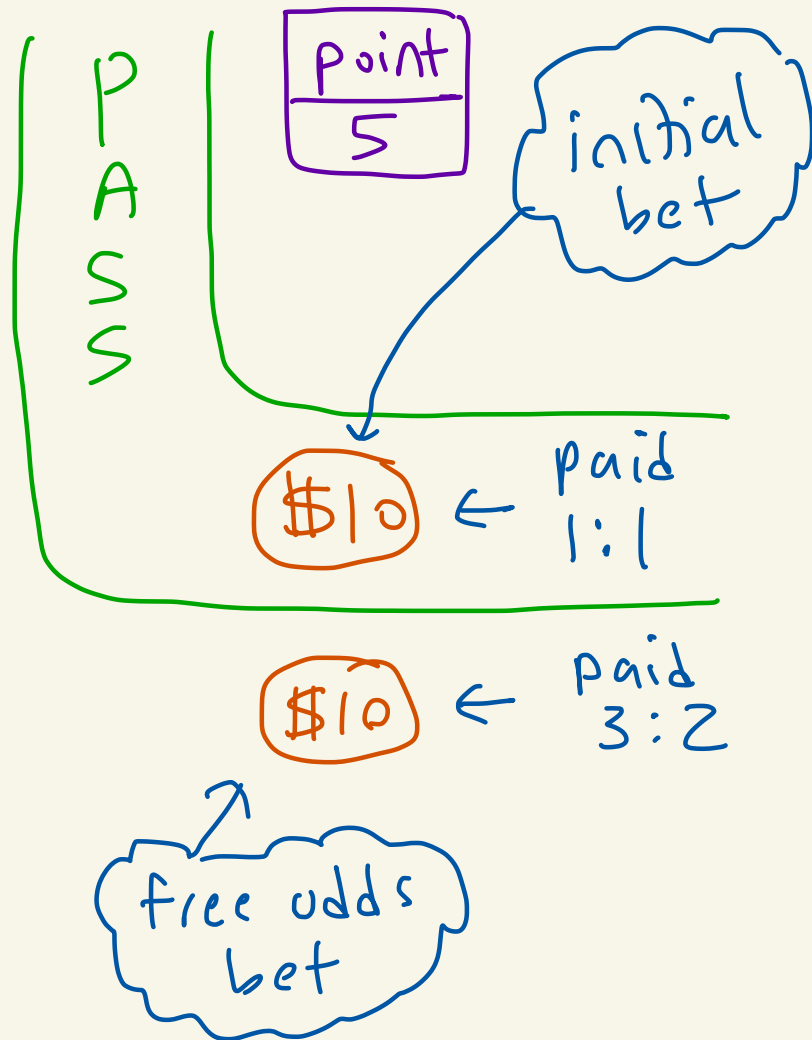 PASS
point
5
initial
bet
$10
paid
1:1
$10
paid
3:2
free odds
bet